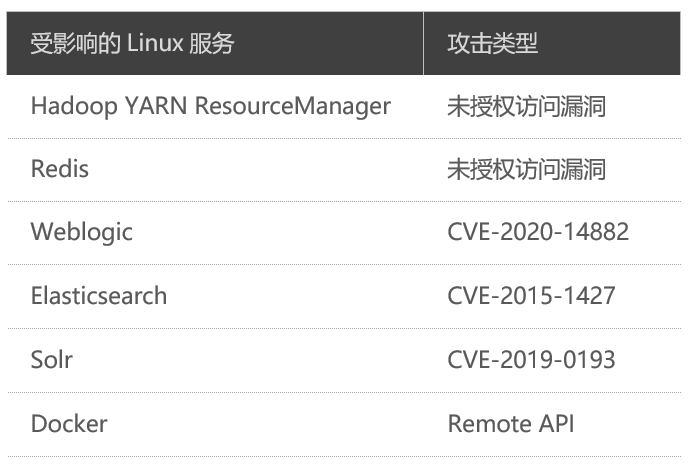 受影响的 Linux 服务 攻击类型
Hadoop YARN ResourceManager 未授权访问漏洞
Redis 未授权访问漏洞
Weblogic CVE-2020-14882
Elasticsearch CVE-2015-1427
Solr CVE-2019-0193
Docker Remote API